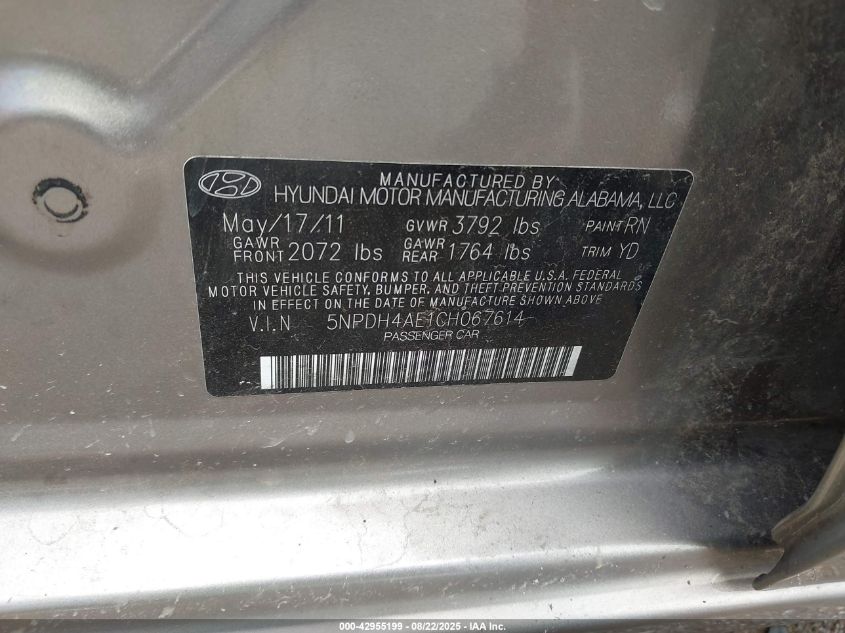 MANUFACTURED BY
HYUNDAI MOTOR MANUFACTURING ALABAMA, LLC
May/17/11 GVWR 3792 lbs PAINT RN
GAWR FRONT 2072 lbs GAWR REAR 1764 lbs TRIM YD
THIS VEHICLE CONFORMS TO ALL APPLICABLE U.S.A. FEDERAL
MOTOR VEHICLE SAFETY, BUMPER, AND THEFT PREVENTION STANDARDS
IN EFFECT ON THE DATE OF MANUFACTURE SHOWN ABOVE
V.I.N 5NPDH4AE1CH067614
PASSENGER CAR
000-42955199 - 08/22/2025 - IAA Inc.